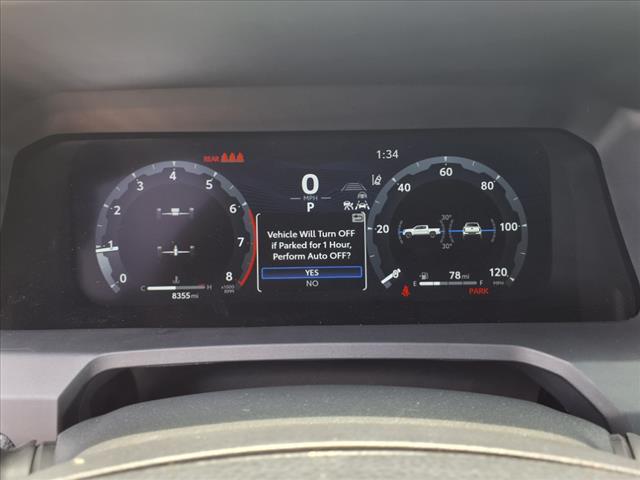 REAR
1:34
0
MPH
P
0
1
2
3
4
5
6
7
8
x1000
RPM
C
H
8355 mi
Vehicle Will Turn OFF
if Parked for 1 Hour,
Perform Auto OFF?
YES
NO
0
20
40
60
80
100
120
MPH
30°
30°
E
F
78 mi
PARK